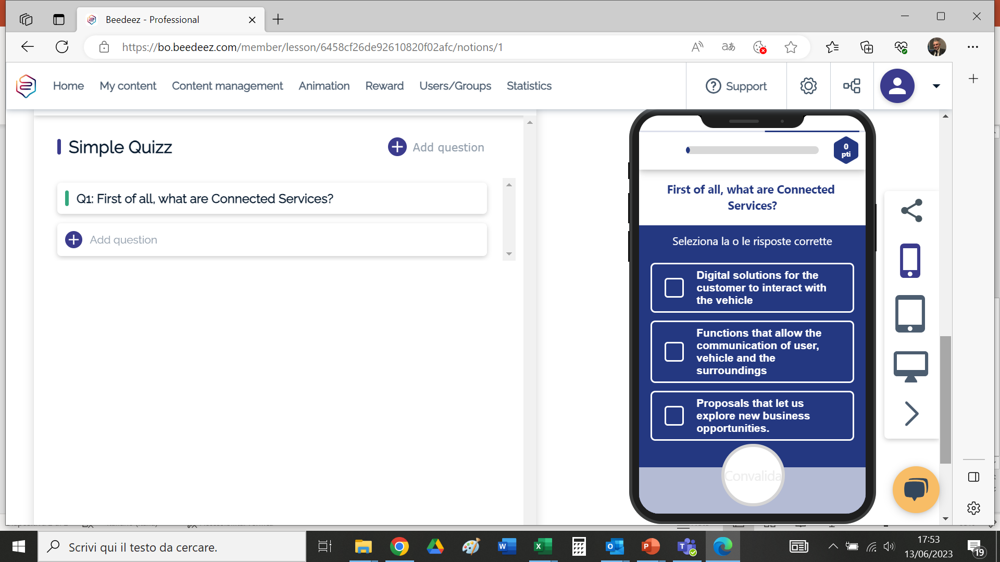 Beedeez - Professional
https://bo.beedeez.com/member/lesson/6458cf26de92610820f02afc/notions/1
Home
My content
Content management
Animation
Reward
Users/Groups
Statistics
Support
Simple Quizz
Add question
Q1: First of all, what are Connected Services?
Add question
0
pti
First of all, what are Connected
Services?
Seleziona la o le risposte corrette
Digital solutions for the
customer to interact with
the vehicle
Functions that allow the
communication of user,
vehicle and the
surroundings
Proposals that let us
explore new business
opportunities.
Convalida
Scrivi qui il testo da cercare.
17:53
13/06/2023
19